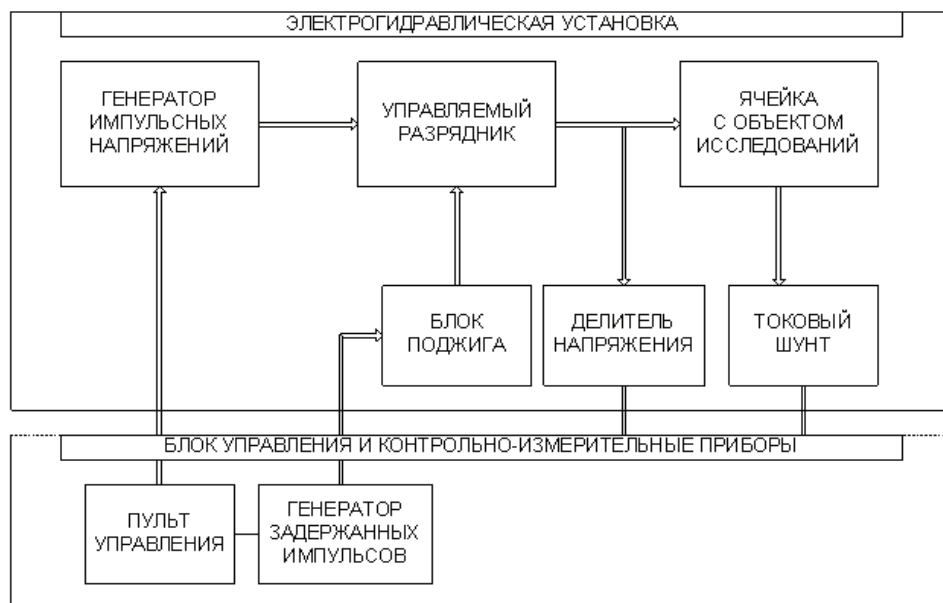 ЭЛЕКТРОГИДРАВЛИЧЕСКАЯ УСТАНОВКА
ГЕНЕРАТОР
ИМПУЛЬСНЫХ
НАПРЯЖЕНИЙ
УПРАВЛЯЕМЫЙ
РАЗРЯДНИК
ЯЧЕЙКА
С ОБЪЕКТОМ
ИССЛЕДОВАНИЙ
БЛОК
ПОДЖИГА
ДЕЛИТЕЛЬ
НАПРЯЖЕНИЯ
ТОКОВЫЙ
ШУНТ
БЛОК УПРАВЛЕНИЯ И КОНТРОЛЬНО-ИЗМЕРИТЕЛЬНЫЕ ПРИБОРЫ
ПУЛЬТ
УПРАВЛЕНИЯ
ГЕНЕРАТОР
ЗАДЕРЖАННЫХ
ИМПУЛЬСОВ